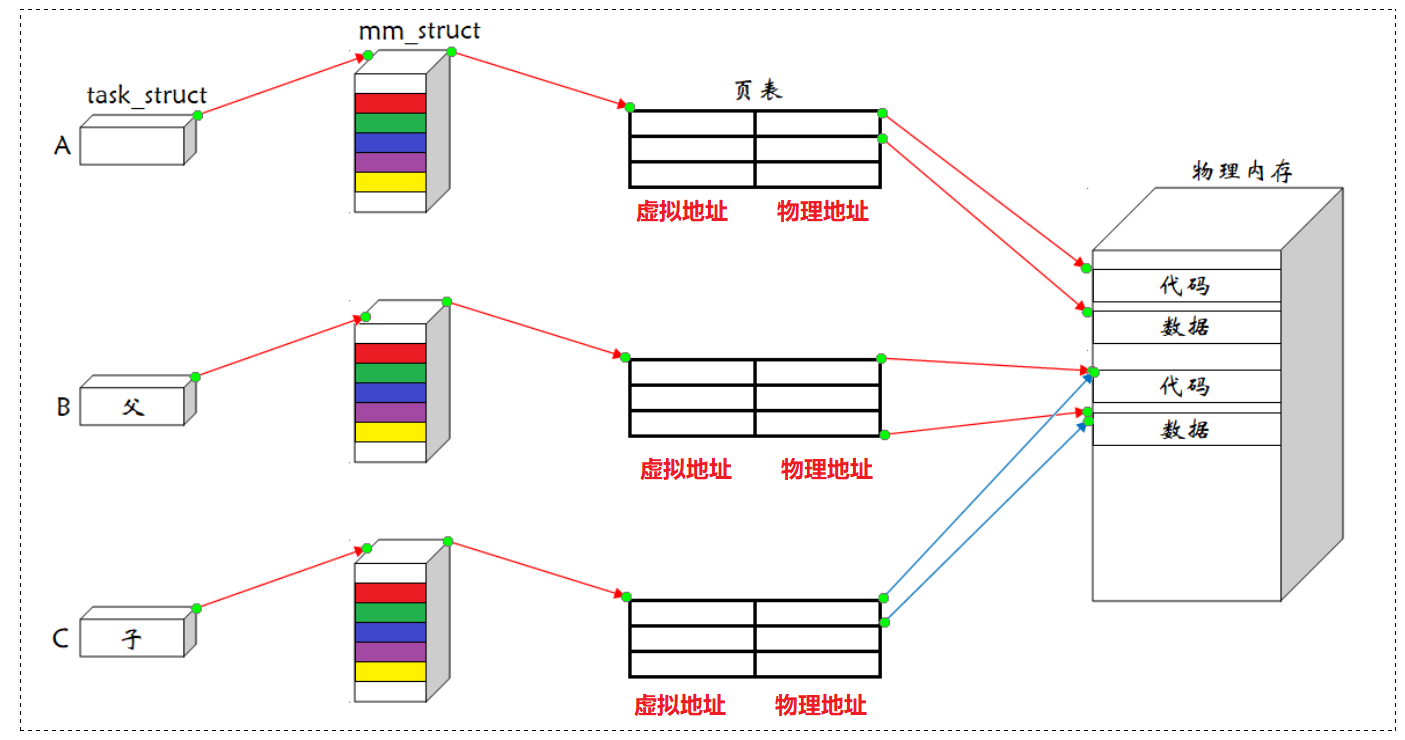 mm_struct
task_struct
页表
A
物理内存
虚拟地址 物理地址
代码
数据
代码
B 父
数据
虚拟地址 物理地址
C 子
虚拟地址 物理地址